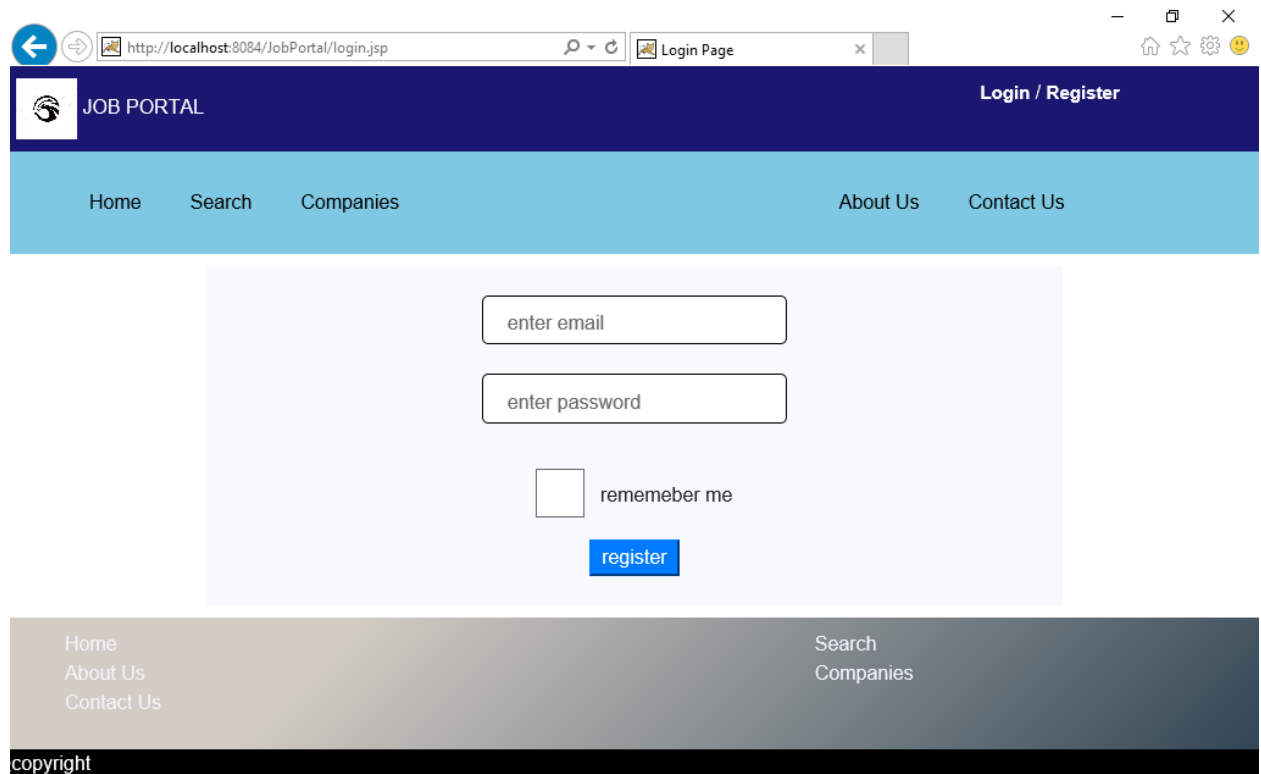 http://localhost:8084/JobPortal/login.jsp
Login Page
JOB PORTAL
Login / Register
Home Search Companies About Us Contact Us
enter email
enter password
rememeber me
register
Home Search
About Us Companies
Contact Us
copyright